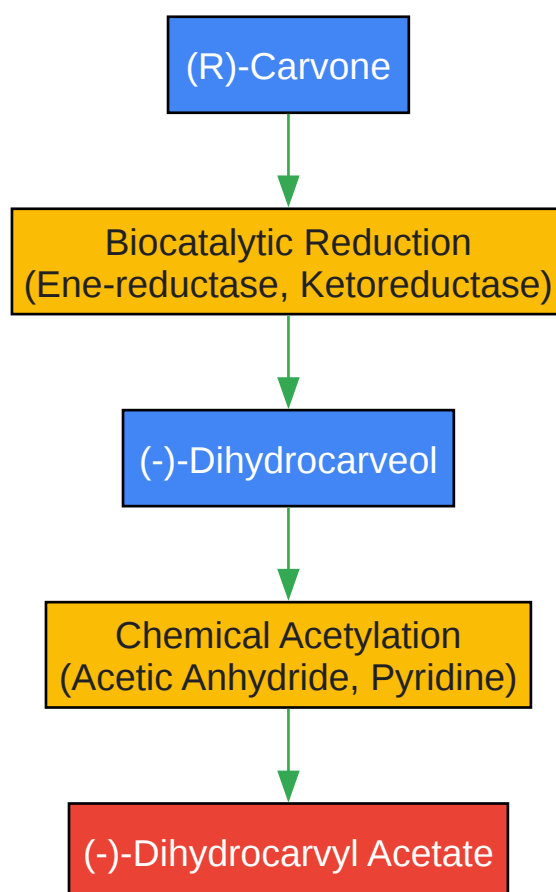 (R)-Carvone
Biocatalytic Reduction
(Ene-reductase, Ketoreductase)
(-)-Dihydrocarveol
Chemical Acetylation
(Acetic Anhydride, Pyridine)
(-)-Dihydrocarvyl Acetate